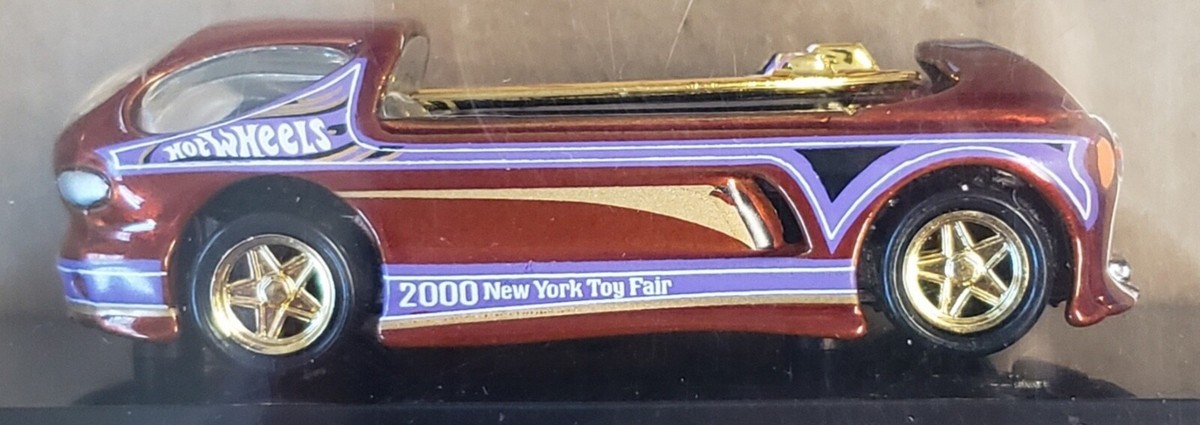 HOT WHEELS
2000 New York Toy Fair